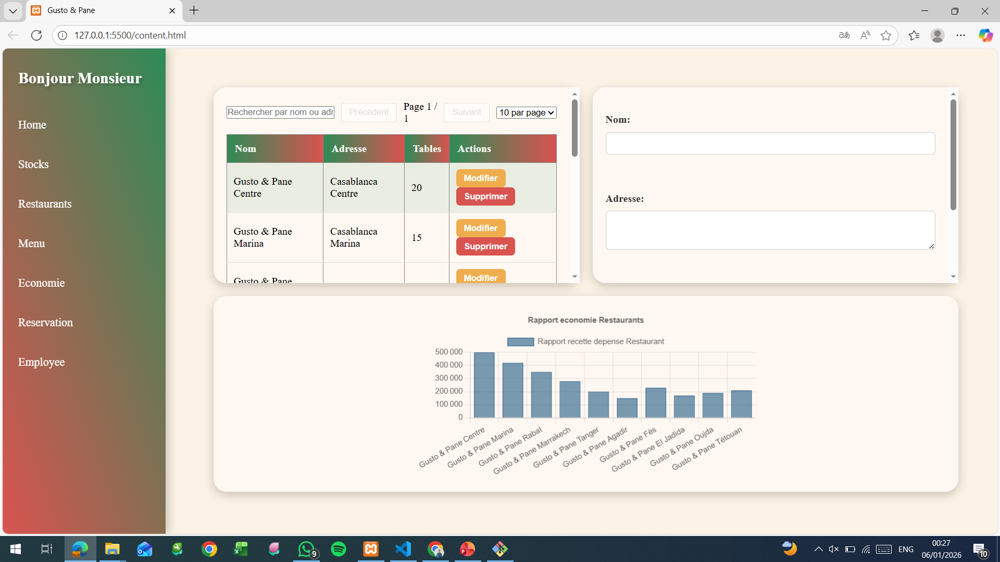 Gusto & Pane
127.0.0.1:5500/content.html
Bonjour Monsieur
Home
Stocks
Restaurants
Menu
Economie
Reservation
Employee
Rechercher par nom ou adr
Précédent
Page 1 /
1
Suivant
10 par page
Nom Adresse Tables Actions
Gusto & Pane
Centre
Casablanca
Centre
20
Modifier
Supprimer
Gusto & Pane
Marina
Casablanca
Marina
15
Modifier
Supprimer
Gusto & Pane
Modifier
Nom:
Adresse:
Rapport economie Restaurants
Rapport recette depense Restaurant
500 000
400 000
300 000
200 000
100 000
0
Gusto & Pane Centre
Gusto & Pane Marina
Gusto & Pane Rabat
Gusto & Pane Marrakech
Gusto & Pane Tanger
Gusto & Pane Agadir
Gusto & Pane Fès
Gusto & Pane El Jadida
Gusto & Pane Oujda
Gusto & Pane Tétouan
9
ENG
00:27
06/01/2026
10